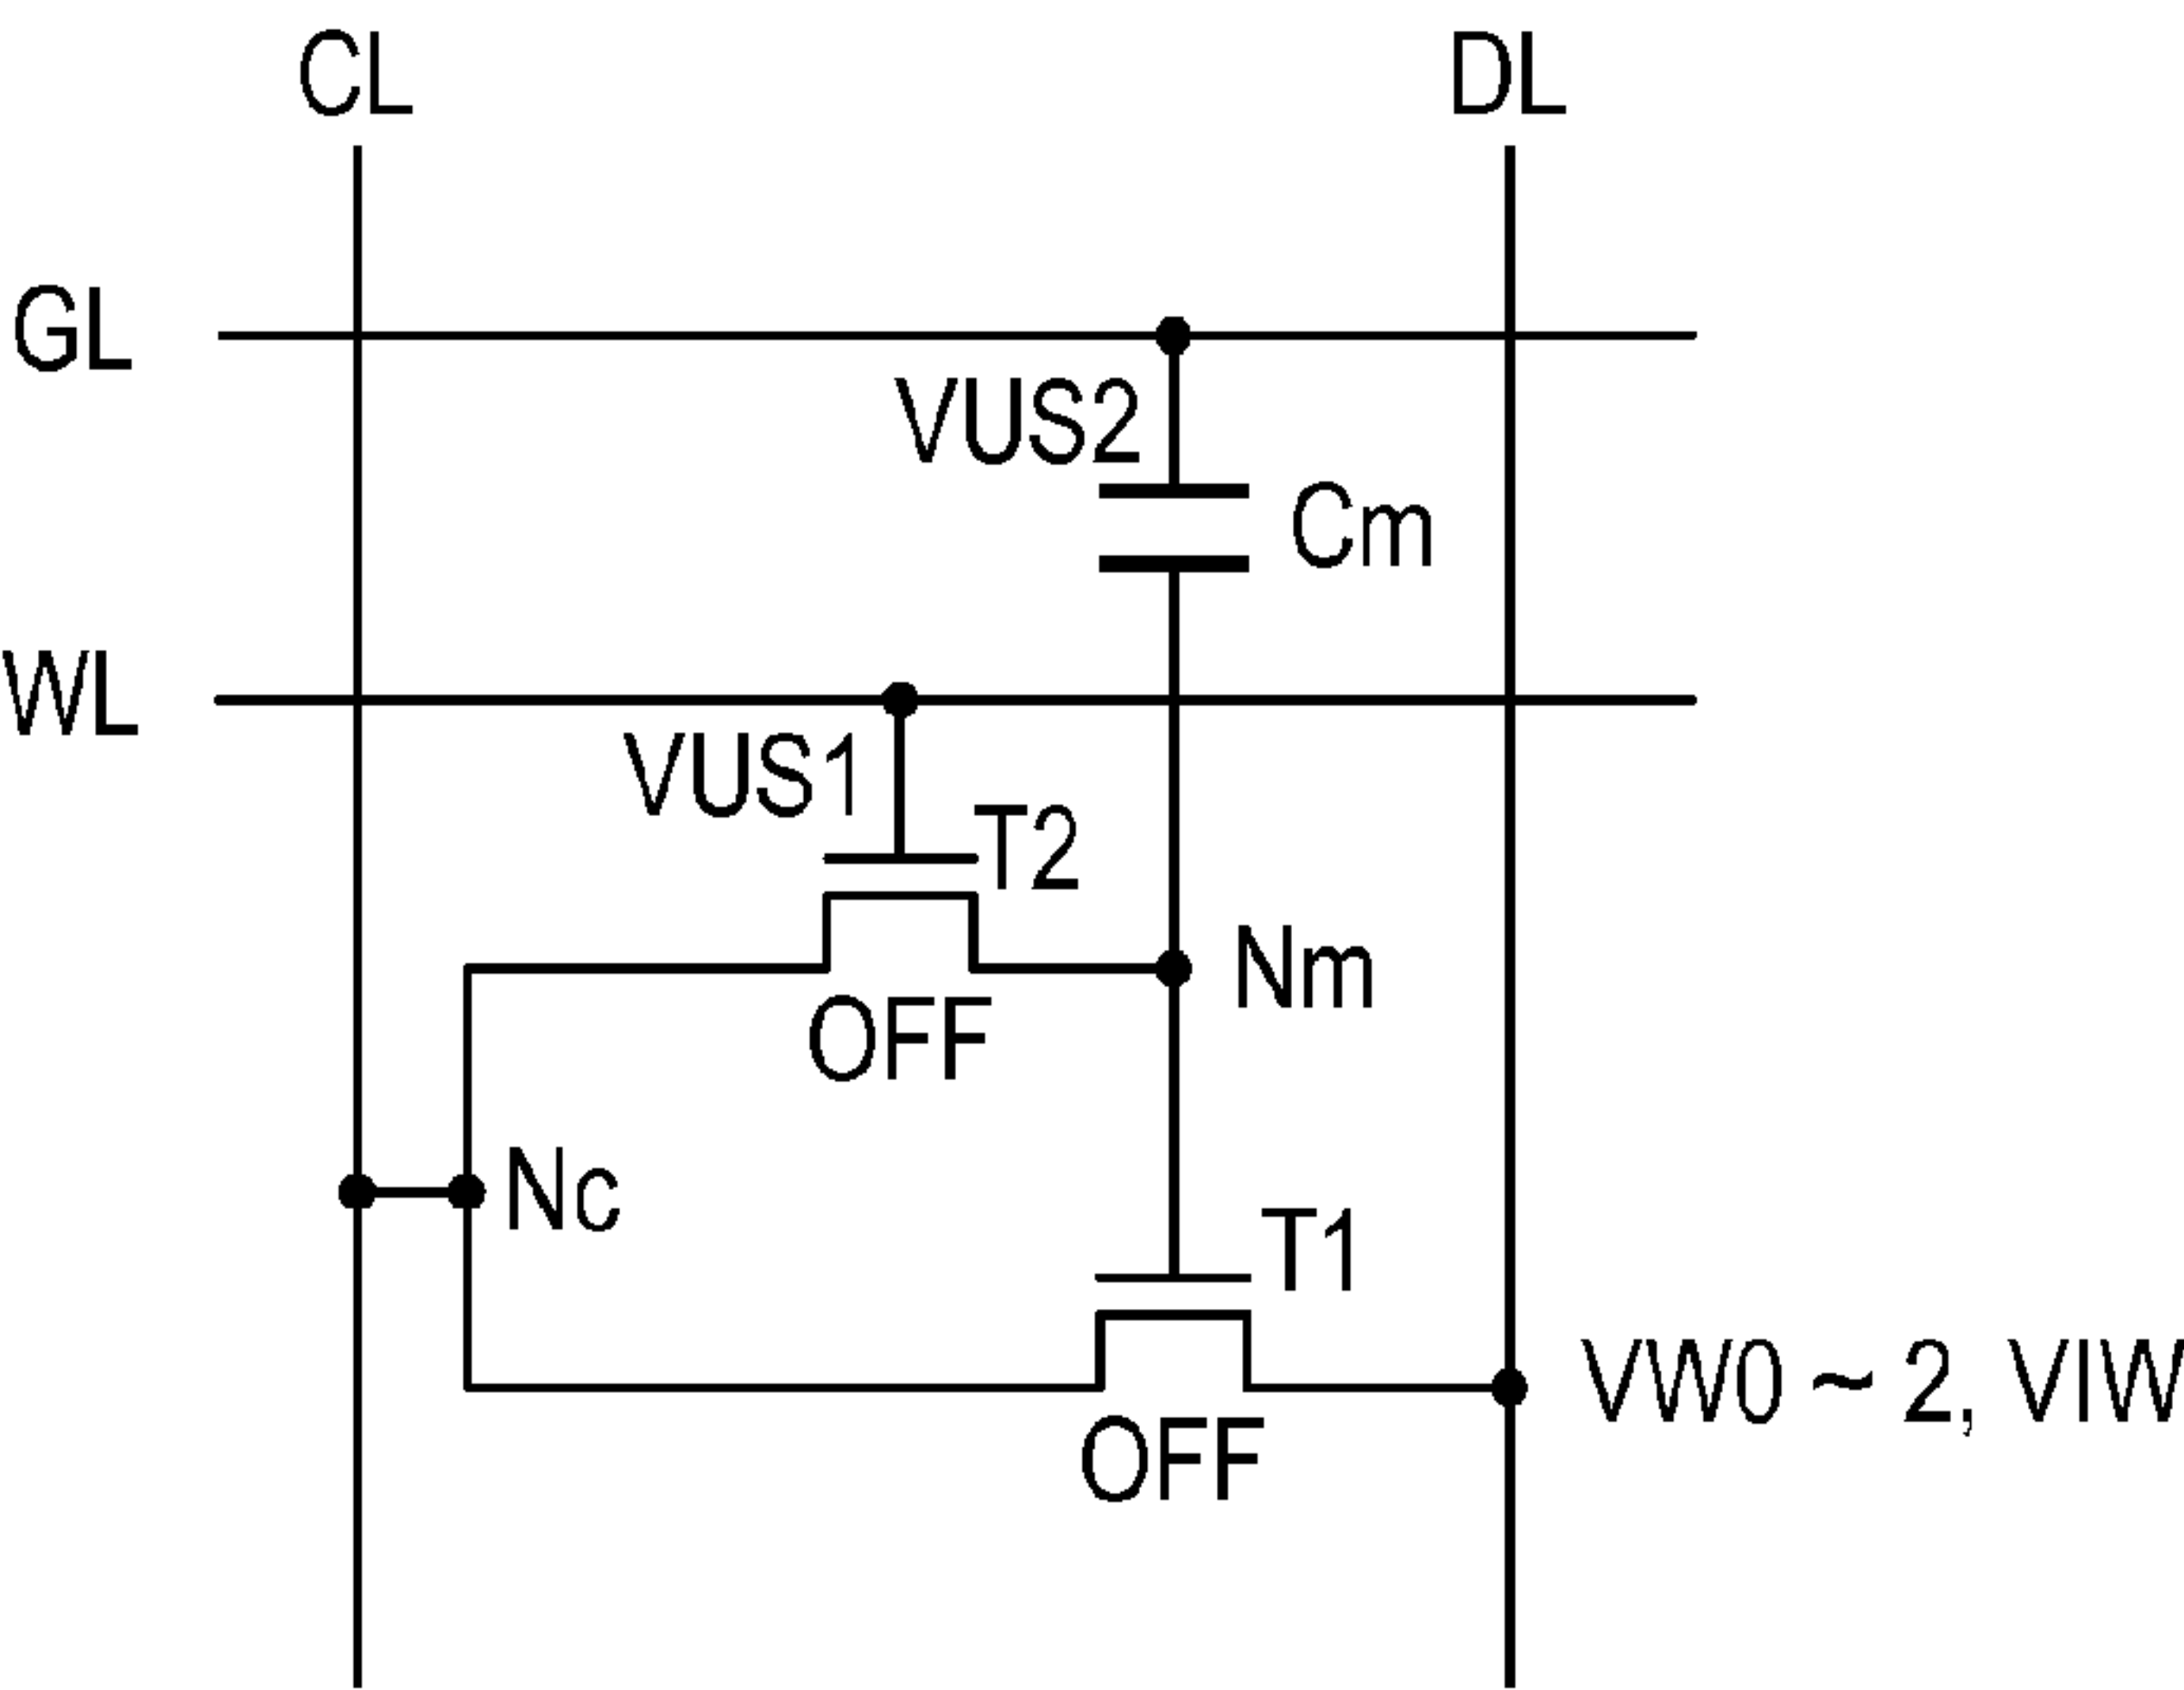 CL
DL
GL
VUS2
Cm
WL
VUS1
T2
Nm
OFF
Nc
T1
VW0 ~ 2, VIW
OFF